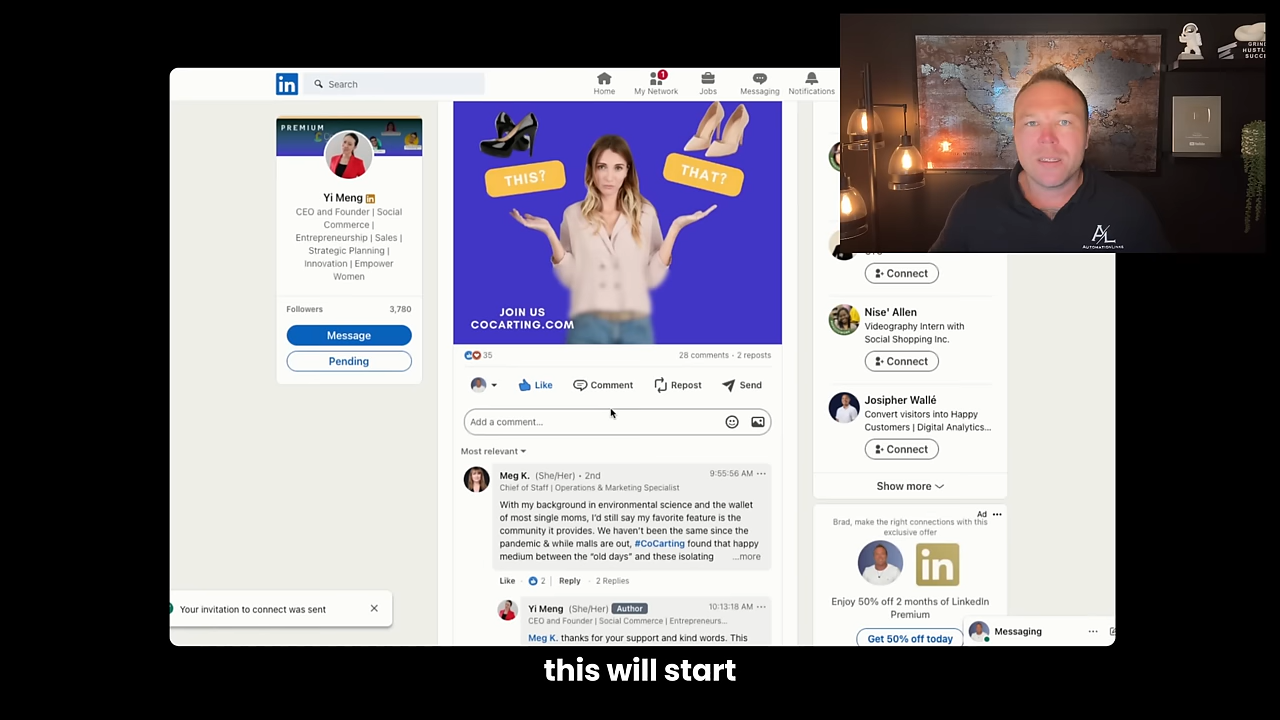 Search
Home
1
My Network
Jobs
Messaging
Notifications
GRIND
HUSTLE
SUCCE
AUTOMATIONLINKS
PREMIUM
Yi Meng
CEO and Founder | Social
Commerce |
Entrepreneurship | Sales |
Strategic Planning |
Innovation | Empower
Women
Followers 3,780
Message
Pending
THIS?
THAT?
JOIN US
COCARTING.COM
35
28 comments · 2 reposts
Like
Comment
Repost
Send
Add a comment...
Most relevant
Meg K. (She/Her) • 2nd
9:55:56 AM
Chief of Staff | Operations & Marketing Specialist
With my background in environmental science and the wallet
of most single moms, I'd still say my favorite feature is the
community it provides. We haven't been the same since the
pandemic & while malls are out, #CoCarting found that happy
medium between the "old days" and these isolating ...more
Like · 2 | Reply · 2 Replies
Yi Meng (She/Her) Author
10:13:18 AM
CEO and Founder | Social Commerce | Entrepreneurs...
Meg K. thanks for your support and kind words. This
Connect
Nise' Allen
Videography Intern with
Social Shopping Inc.
Connect
Josipher Wallé
Convert visitors into Happy
Customers | Digital Analytics...
Connect
Show more
Ad
Brad, make the right connections with this
exclusive offer
in
Enjoy 50% off 2 months of LinkedIn
Premium
Get 50% off today
Messaging
Your invitation to connect was sent
this will start